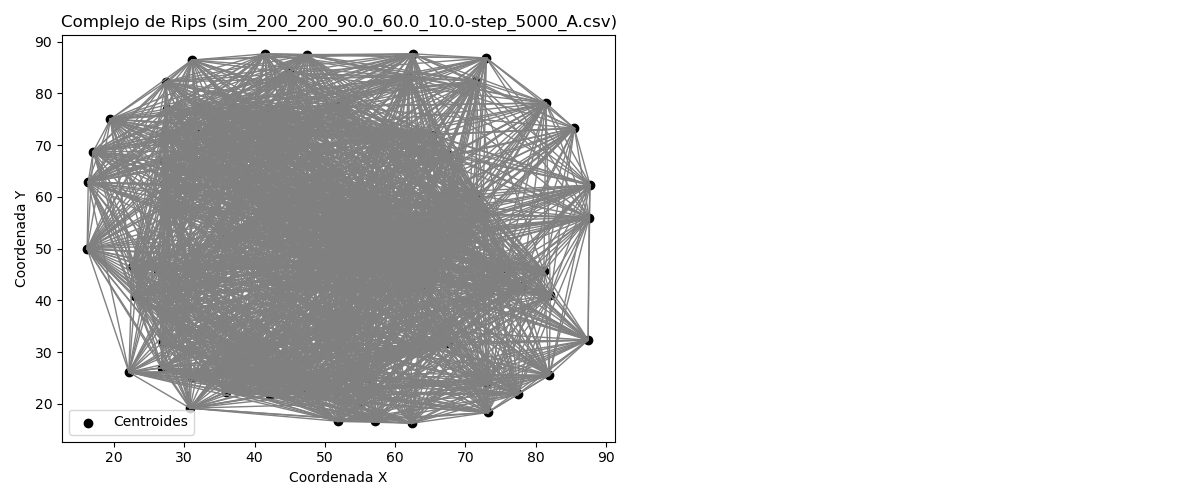 Complejo de Rips (sim_200_200_90.0_60.0_10.0-step_5000_A.csv)
90
80
70
60
50
40
30
20
Coordenada Y
Centroides
20 30 40 50 60 70 80 90
Coordenada X